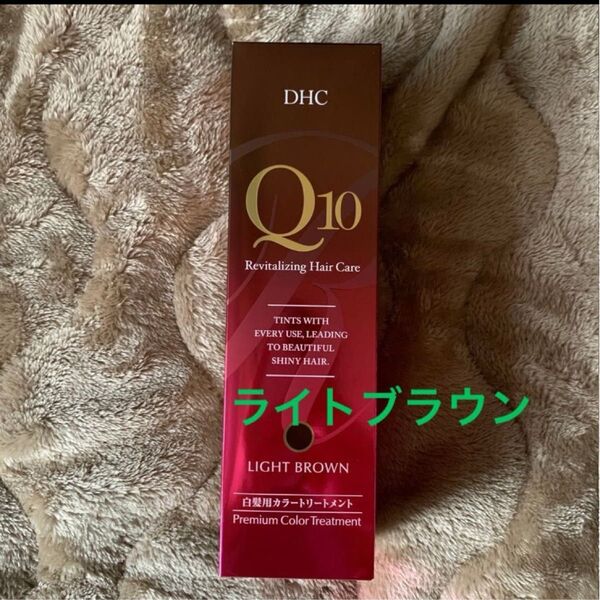 DHC
Q10
Revitalizing Hair Care
TINTS WITH
EVERY USE, LEADING
TO BEAUTIFUL
SHINY HAIR.
ライトブラウン
LIGHT BROWN
白髪用カラートリートメント
Premium Color Treatment